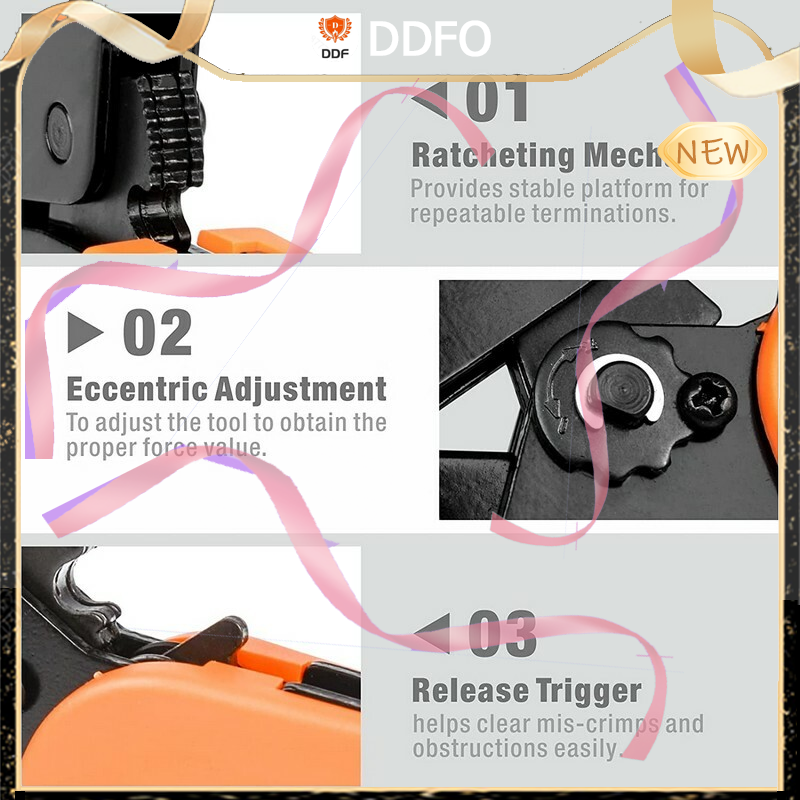 DDF
DDFO
01
Ratcheting Mech
NEW
Provides stable platform for
repeatable terminations.
02
Eccentric Adjustment
To adjust the tool to obtain the
proper force value.
03
Release Trigger
helps clear mis-crimps and
obstructions easily.